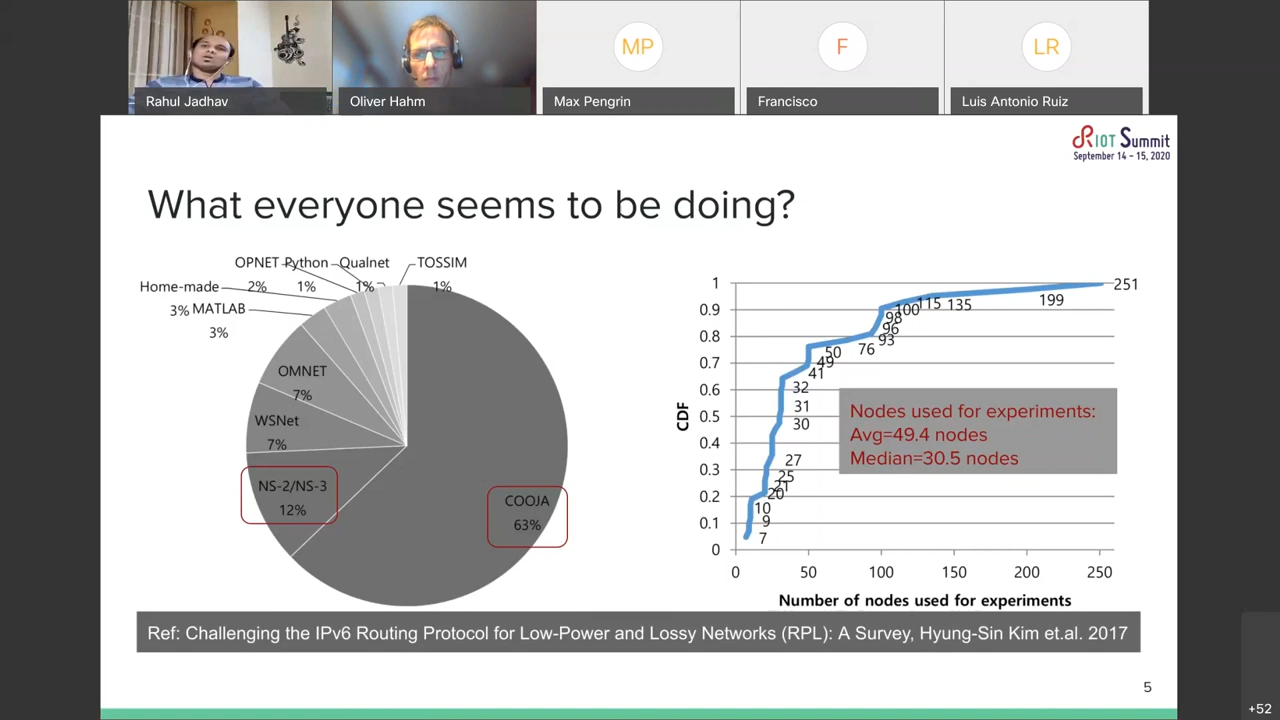 MP
F
LR
Rahul Jadhav
Oliver Hahm
Max Pengrin
Francisco
Luis Antonio Ruiz
RIOT Summit
September 14 – 15, 2020
What everyone seems to be doing?
OPNET
2%
Python
1%
Qualnet
1%
TOSSIM
1%
Home-made
3%
MATLAB
3%
OMNET
7%
WSNet
7%
NS-2/NS-3
12%
COOJA
63%
CDF
1
0.9
0.8
0.7
0.6
0.5
0.4
0.3
0.2
0.1
0
251
199
135
115
100
98
96
93
76
50
49
41
32
31
30
27
25
21
20
10
9
7
Nodes used for experiments:
Avg=49.4 nodes
Median=30.5 nodes
0 50 100 150 200 250
Number of nodes used for experiments
Ref: Challenging the IPv6 Routing Protocol for Low-Power and Lossy Networks (RPL): A Survey, Hyung-Sin Kim et.al. 2017
5
+52